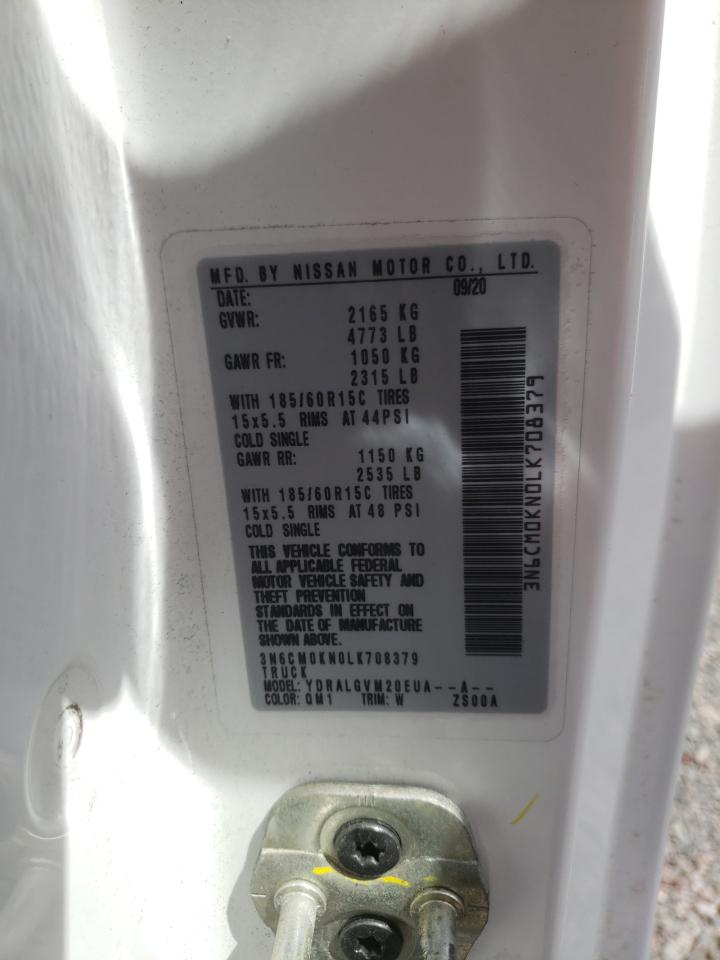 MFD. BY NISSAN MOTOR CO., LTD.
DATE: 09/20
GVWR: 2165 KG
4773 LB
GAWR FR: 1050 KG
2315 LB
WITH 185/60R15C TIRES
15x5.5 RIMS AT 44PSI
COLD SINGLE
GAWR RR: 1150 KG
2535 LB
WITH 185/60R15C TIRES
15x5.5 RIMS AT 48 PSI
COLD SINGLE
THIS VEHICLE CONFORMS TO
ALL APPLICABLE FEDERAL
MOTOR VEHICLE SAFETY AND
THEFT PREVENTION
STANDARDS IN EFFECT ON
THE DATE OF MANUFACTURE
SHOWN ABOVE.
3N6CM0KN0LK708379
TRUCK
MODEL: YDRALGVM20EUA--A--
COLOR: QM1 TRIM: W ZS00A
3N6CM0KN0LK708379